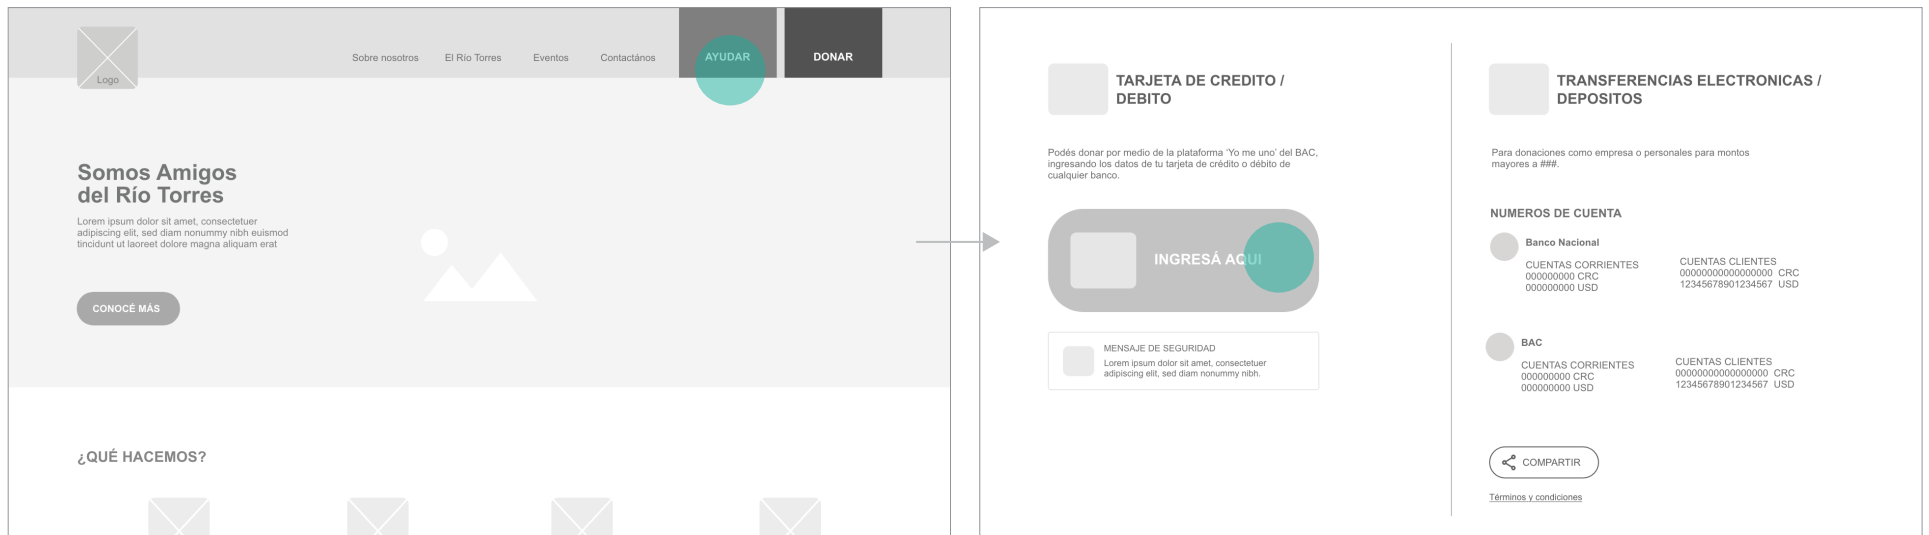 Logo
Sobre nosotros
El Río Torres
Eventos
Contactános
AYUDAR
DONAR
Somos Amigos
del Río Torres
Lorem ipsum dolor sit amet, consectetuer
adipiscing elit, sed diam nonummy nibh euismod
tincidunt ut laoreet dolore magna aliquam erat
CONOCÉ MÁS
¿QUÉ HACEMOS?
TARJETA DE CREDITO /
DEBITO
Podés donar por medio de la plataforma 'Yo me uno' del BAC,
ingresando los datos de tu tarjeta de crédito o débito de
cualquier banco.
INGRESÁ AQUI
MENSAJE DE SEGURIDAD
Lorem ipsum dolor sit amet, consectetuer
adipiscing elit, sed diam nonummy nibh.
TRANSFERENCIAS ELECTRONICAS /
DEPOSITOS
Para donaciones como empresa o personales para montos
mayores a ###.
NUMEROS DE CUENTA
Banco Nacional
CUENTAS CORRIENTES
000000000 CRC
000000000 USD
CUENTAS CLIENTES
00000000000000000 CRC
12345678901234567 USD
BAC
CUENTAS CORRIENTES
000000000 CRC
000000000 USD
CUENTAS CLIENTES
00000000000000000 CRC
12345678901234567 USD
COMPARTIR
Términos y condiciones